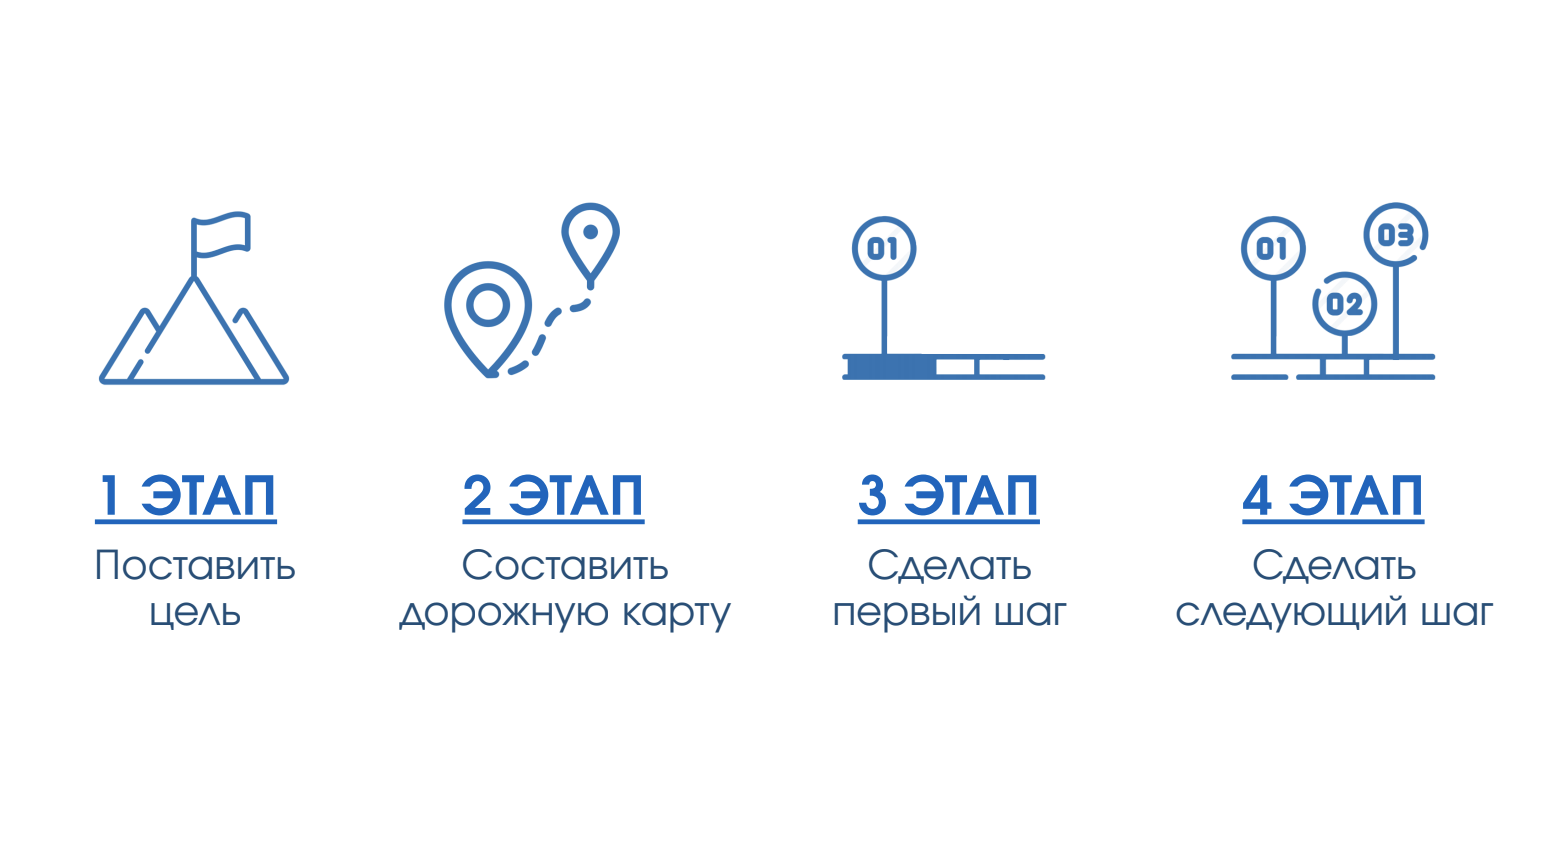 01
01
02
03
1 ЭТАП
Поставить
цель
2 ЭТАП
Составить
дорожную карту
3 ЭТАП
Сделать
первый шаг
4 ЭТАП
Сделать
следующий шаг